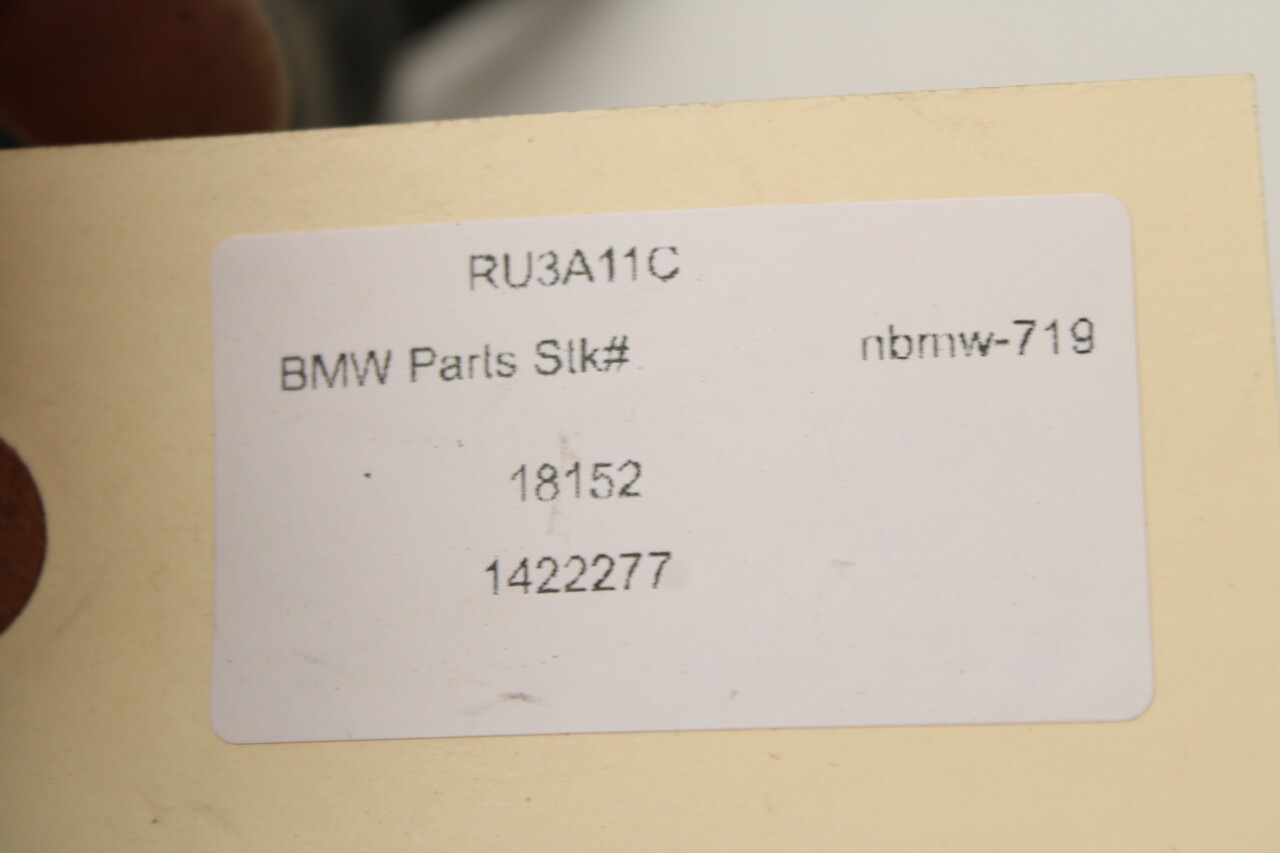 RU3A11C
BMW Parts Stk# nbmw-719
18152
1422277